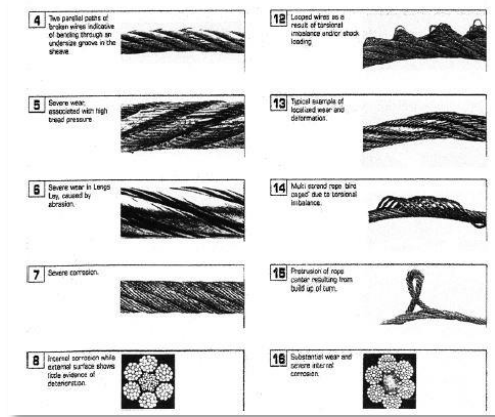 4
Two parallel paths of
broken wires indicative
of bending through an
undersize groove in the
sheave.
5
Severe wear,
associated with high
tread pressure
6
Severe wear in Langs
Lay, caused by
abrasion.
7
Severe corrosion.
8
Internal corrosion while
external surface shows
little evidence of
deterioration.
12
Looped wires as a
result of torsional
imbalance and/or shock
loading
13
Typical example of
localised wear and
deformation.
14
Multi strand rope 'bird
caged' due to torsional
imbalance.
15
Protrusion of rope
center resulting from
build up of turn.
16
Substantial wear and
severe internal
corrosion.